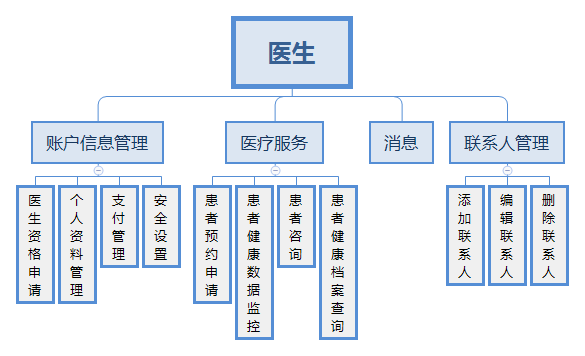 医生
账户信息管理
医疗服务
消息
联系人管理
医生资格申请
个人资料管理
支付管理
安全设置
患者预约申请
患者健康数据监控
患者咨询
患者健康档案查询
添加联系人
编辑联系人
删除联系人